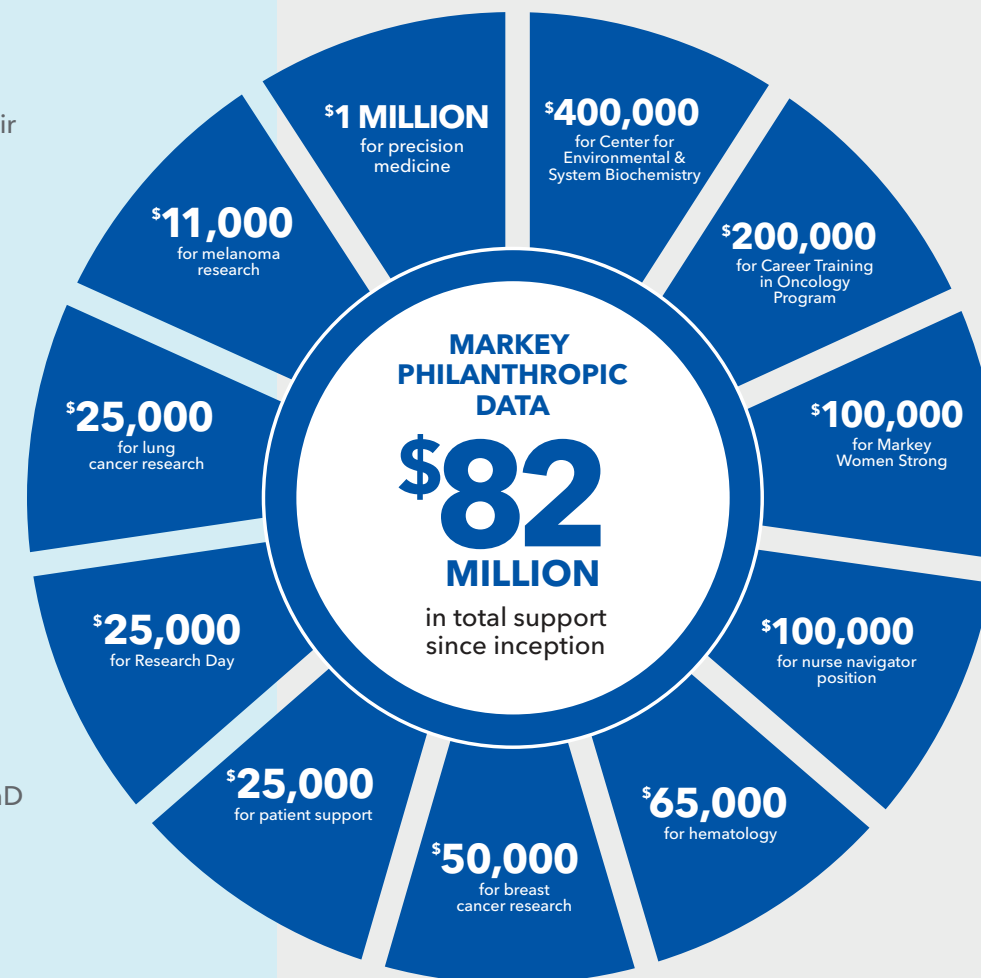 ir
$1 MILLION
for precision
medicine
$400,000
for Center for
Environmental &
System Biochemistry
$200,000
for Career Training
in Oncology
Program
$100,000
for Markey
Women Strong
$100,000
for nurse navigator
position
$65,000
for hematology
$50,000
for breast
cancer research
$25,000
for patient support
$25,000
for Research Day
$25,000
for lung
cancer research
$11,000
for melanoma
research
MARKEY
PHILANTHROPIC
DATA
$82
MILLION
in total support
since inception
D